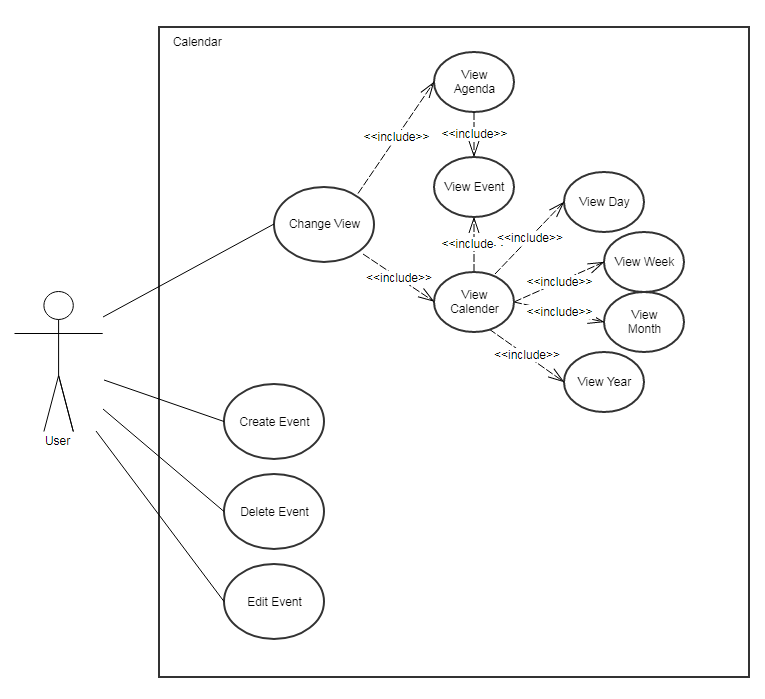 Calendar
View
Agenda
<<include>>
<<include>>
View Event
View Day
Change View
<<include>>
<<include>>
View Week
<<include>>
<<include>>
View
Calender
<<include>>
View
Month
<<include>>
View Year
Create Event
User
Delete Event
Edit Event